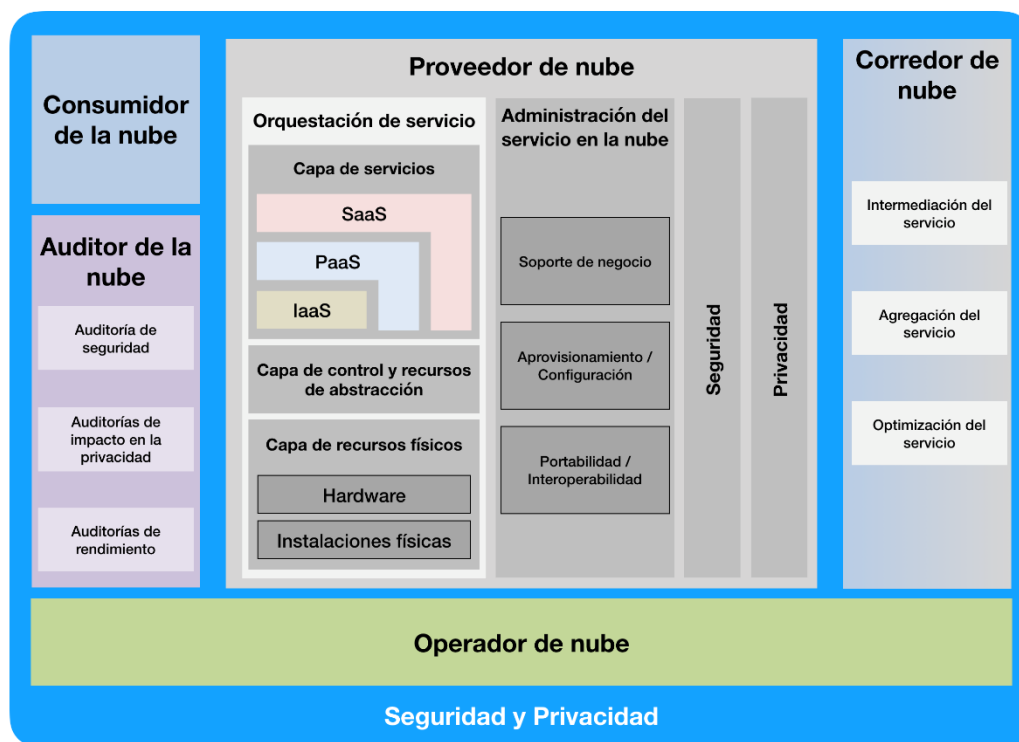 Consumidor
de la nube
Auditor de la
nube
Auditoría de
seguridad
Auditorías de
impacto en la
privacidad
Auditorías de
rendimiento
Proveedor de nube
Orquestación de servicio
Capa de servicios
SaaS
PaaS
IaaS
Capa de control y recursos
de abstracción
Capa de recursos físicos
Hardware
Instalaciones físicas
Administración del
servicio en la nube
Soporte de negocio
Aprovisionamiento /
Configuración
Portabilidad /
Interoperabilidad
Seguridad
Privacidad
Corredor de
nube
Intermediación del
servicio
Agregación del
servicio
Optimización del
servicio
Operador de nube
Seguridad y Privacidad